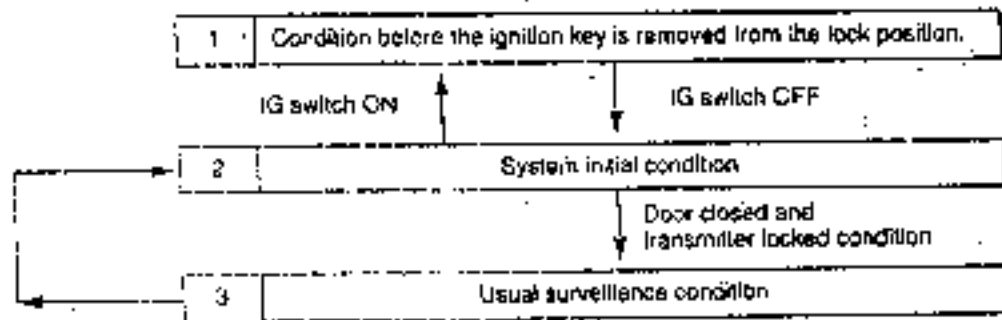 1 Condition before the ignition key is removed from the lock position.
IG switch ON
IG switch OFF
2 System initial condition
Door closed and
transmitter locked condition
3 Usual surveillance condition